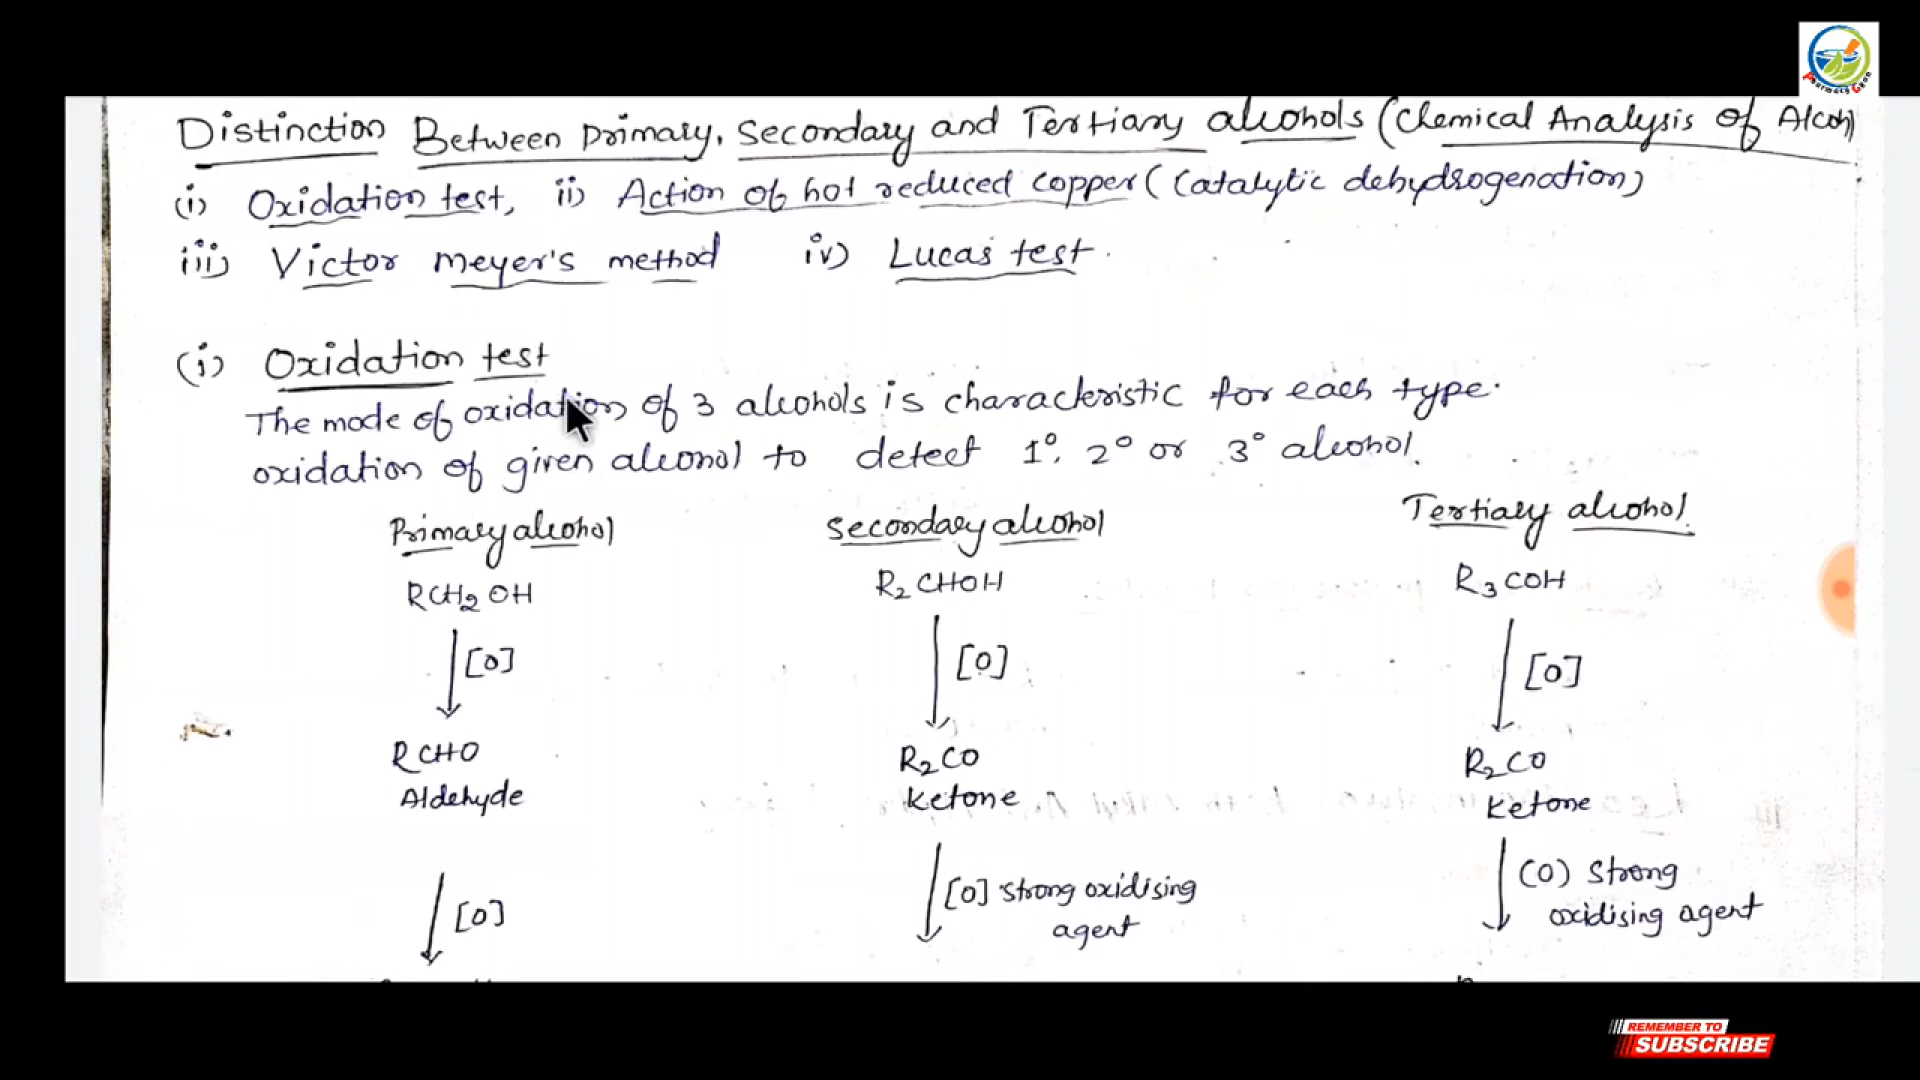 Pharmacy Gyan
Distinction Between Primary, Secondary and Tertiary alcohols (Chemical Analysis of Alcoh)
(i) Oxidation test, ii) Action of hot reduced copper (Catalytic dehydrogenation)
iii) Victor Meyer's method iv) Lucas test.
(i) Oxidation test
The mode of oxidation of 3 alcohols is characteristic for each type.
oxidation of given alcohol to detect 1°, 2° or 3° alcohol.
Primary alcohol Secondary alcohol Tertiary alcohol.
RCH2OH R2CHOH R3COH
[O] [O] [O]
RCHO R2CO R2CO
Aldehyde Ketone Ketone
[O] [O] Strong oxidising agent (O) Strong oxidising agent
REMEMBER TO
SUBSCRIBE